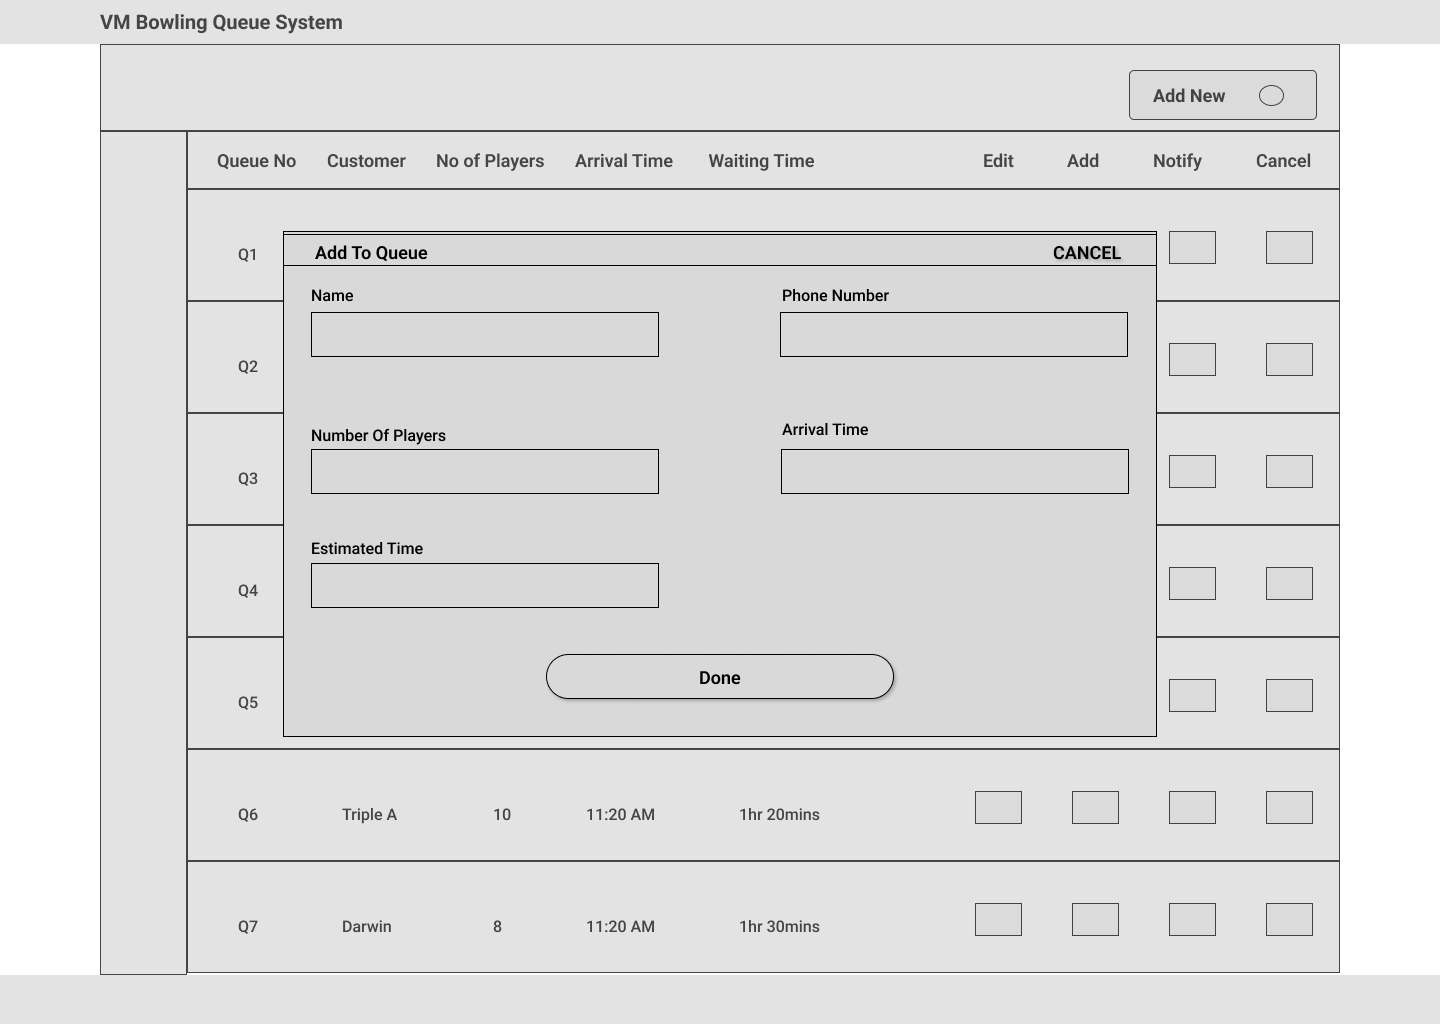 VM Bowling Queue System
Add New
Queue No Customer No of Players Arrival Time Waiting Time Edit Add Notify Cancel
Q1
Add To Queue CANCEL
Name Phone Number
Q2
Number Of Players Arrival Time
Q3
Estimated Time
Q4
Done
Q5
Q6 Triple A 10 11:20 AM 1hr 20mins
Q7 Darwin 8 11:20 AM 1hr 30mins